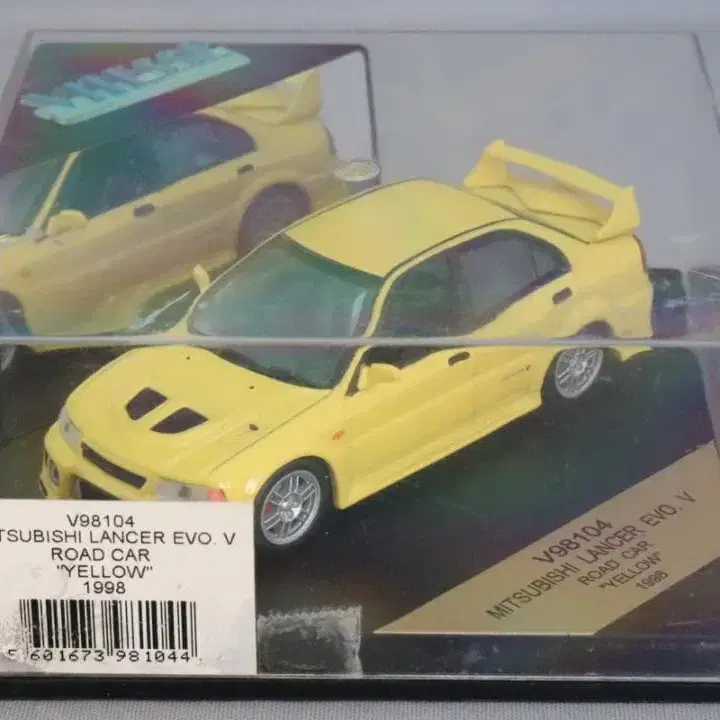 V98104
TSUBISHI LANCER EVO. V
ROAD CAR
"YELLOW"
1998
5 601673 981044
V98104
MITSUBISHI LANCER EVO. V
ROAD CAR
"YELLOW"
1998